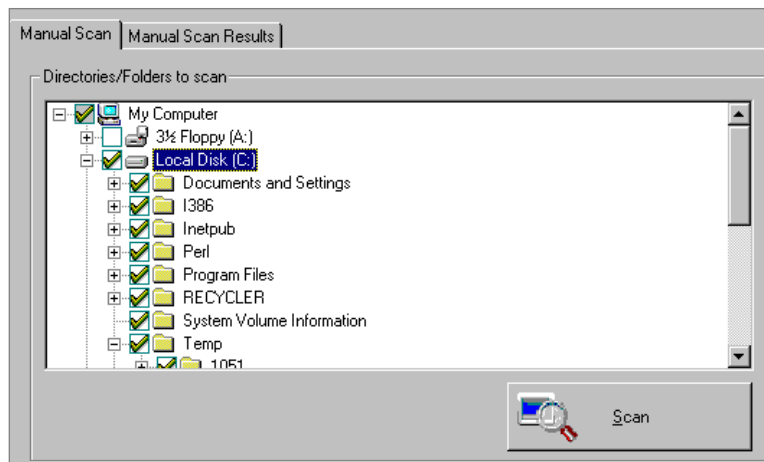 Manual Scan Manual Scan Results
Directories/Folders to scan
My Computer
3½ Floppy (A:)
Local Disk (C:)
Documents and Settings
I386
Inetpub
Perl
Program Files
RECYCLER
System Volume Information
Temp
1051
Scan